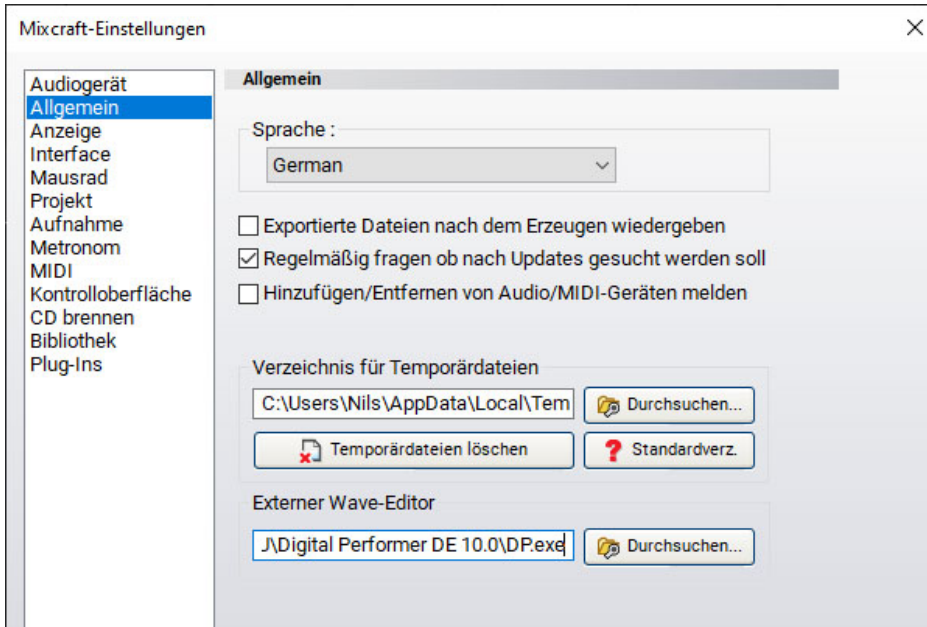 Mixcraft-Einstellungen
Audiogerät
Allgemein
Anzeige
Interface
Mausrad
Projekt
Aufnahme
Metronom
MIDI
Kontrolloberfläche
CD brennen
Bibliothek
Plug-Ins
Allgemein
Sprache :
German
Exportierte Dateien nach dem Erzeugen wiedergeben
Regelmäßig fragen ob nach Updates gesucht werden soll
Hinzufügen/Entfernen von Audio/MIDI-Geräten melden
Verzeichnis für Temporärdateien
C:\Users\Nils\AppData\Local\Tem
Durchsuchen...
Temporärdateien löschen
Standardverz.
Externer Wave-Editor
J\Digital Performer DE 10.0\DP.exe
Durchsuchen...